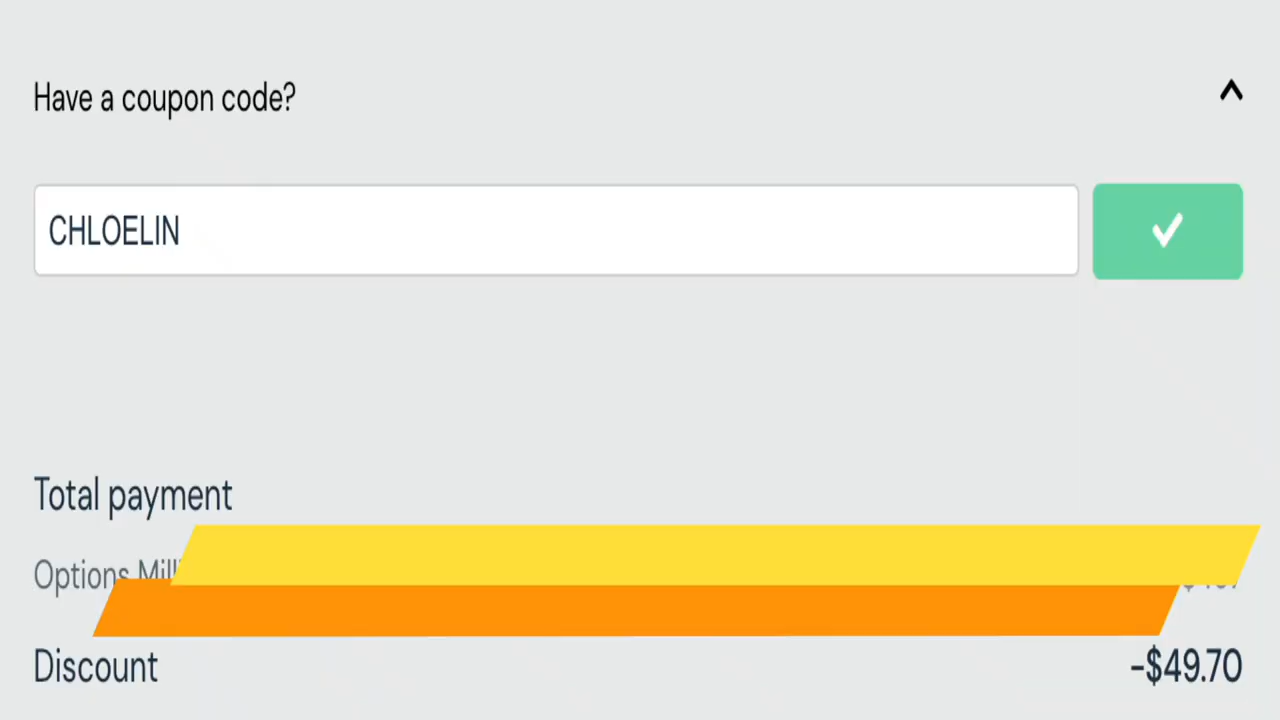 Have a coupon code?
CHLOELIN
Total payment
Options
Discount
-$49.70